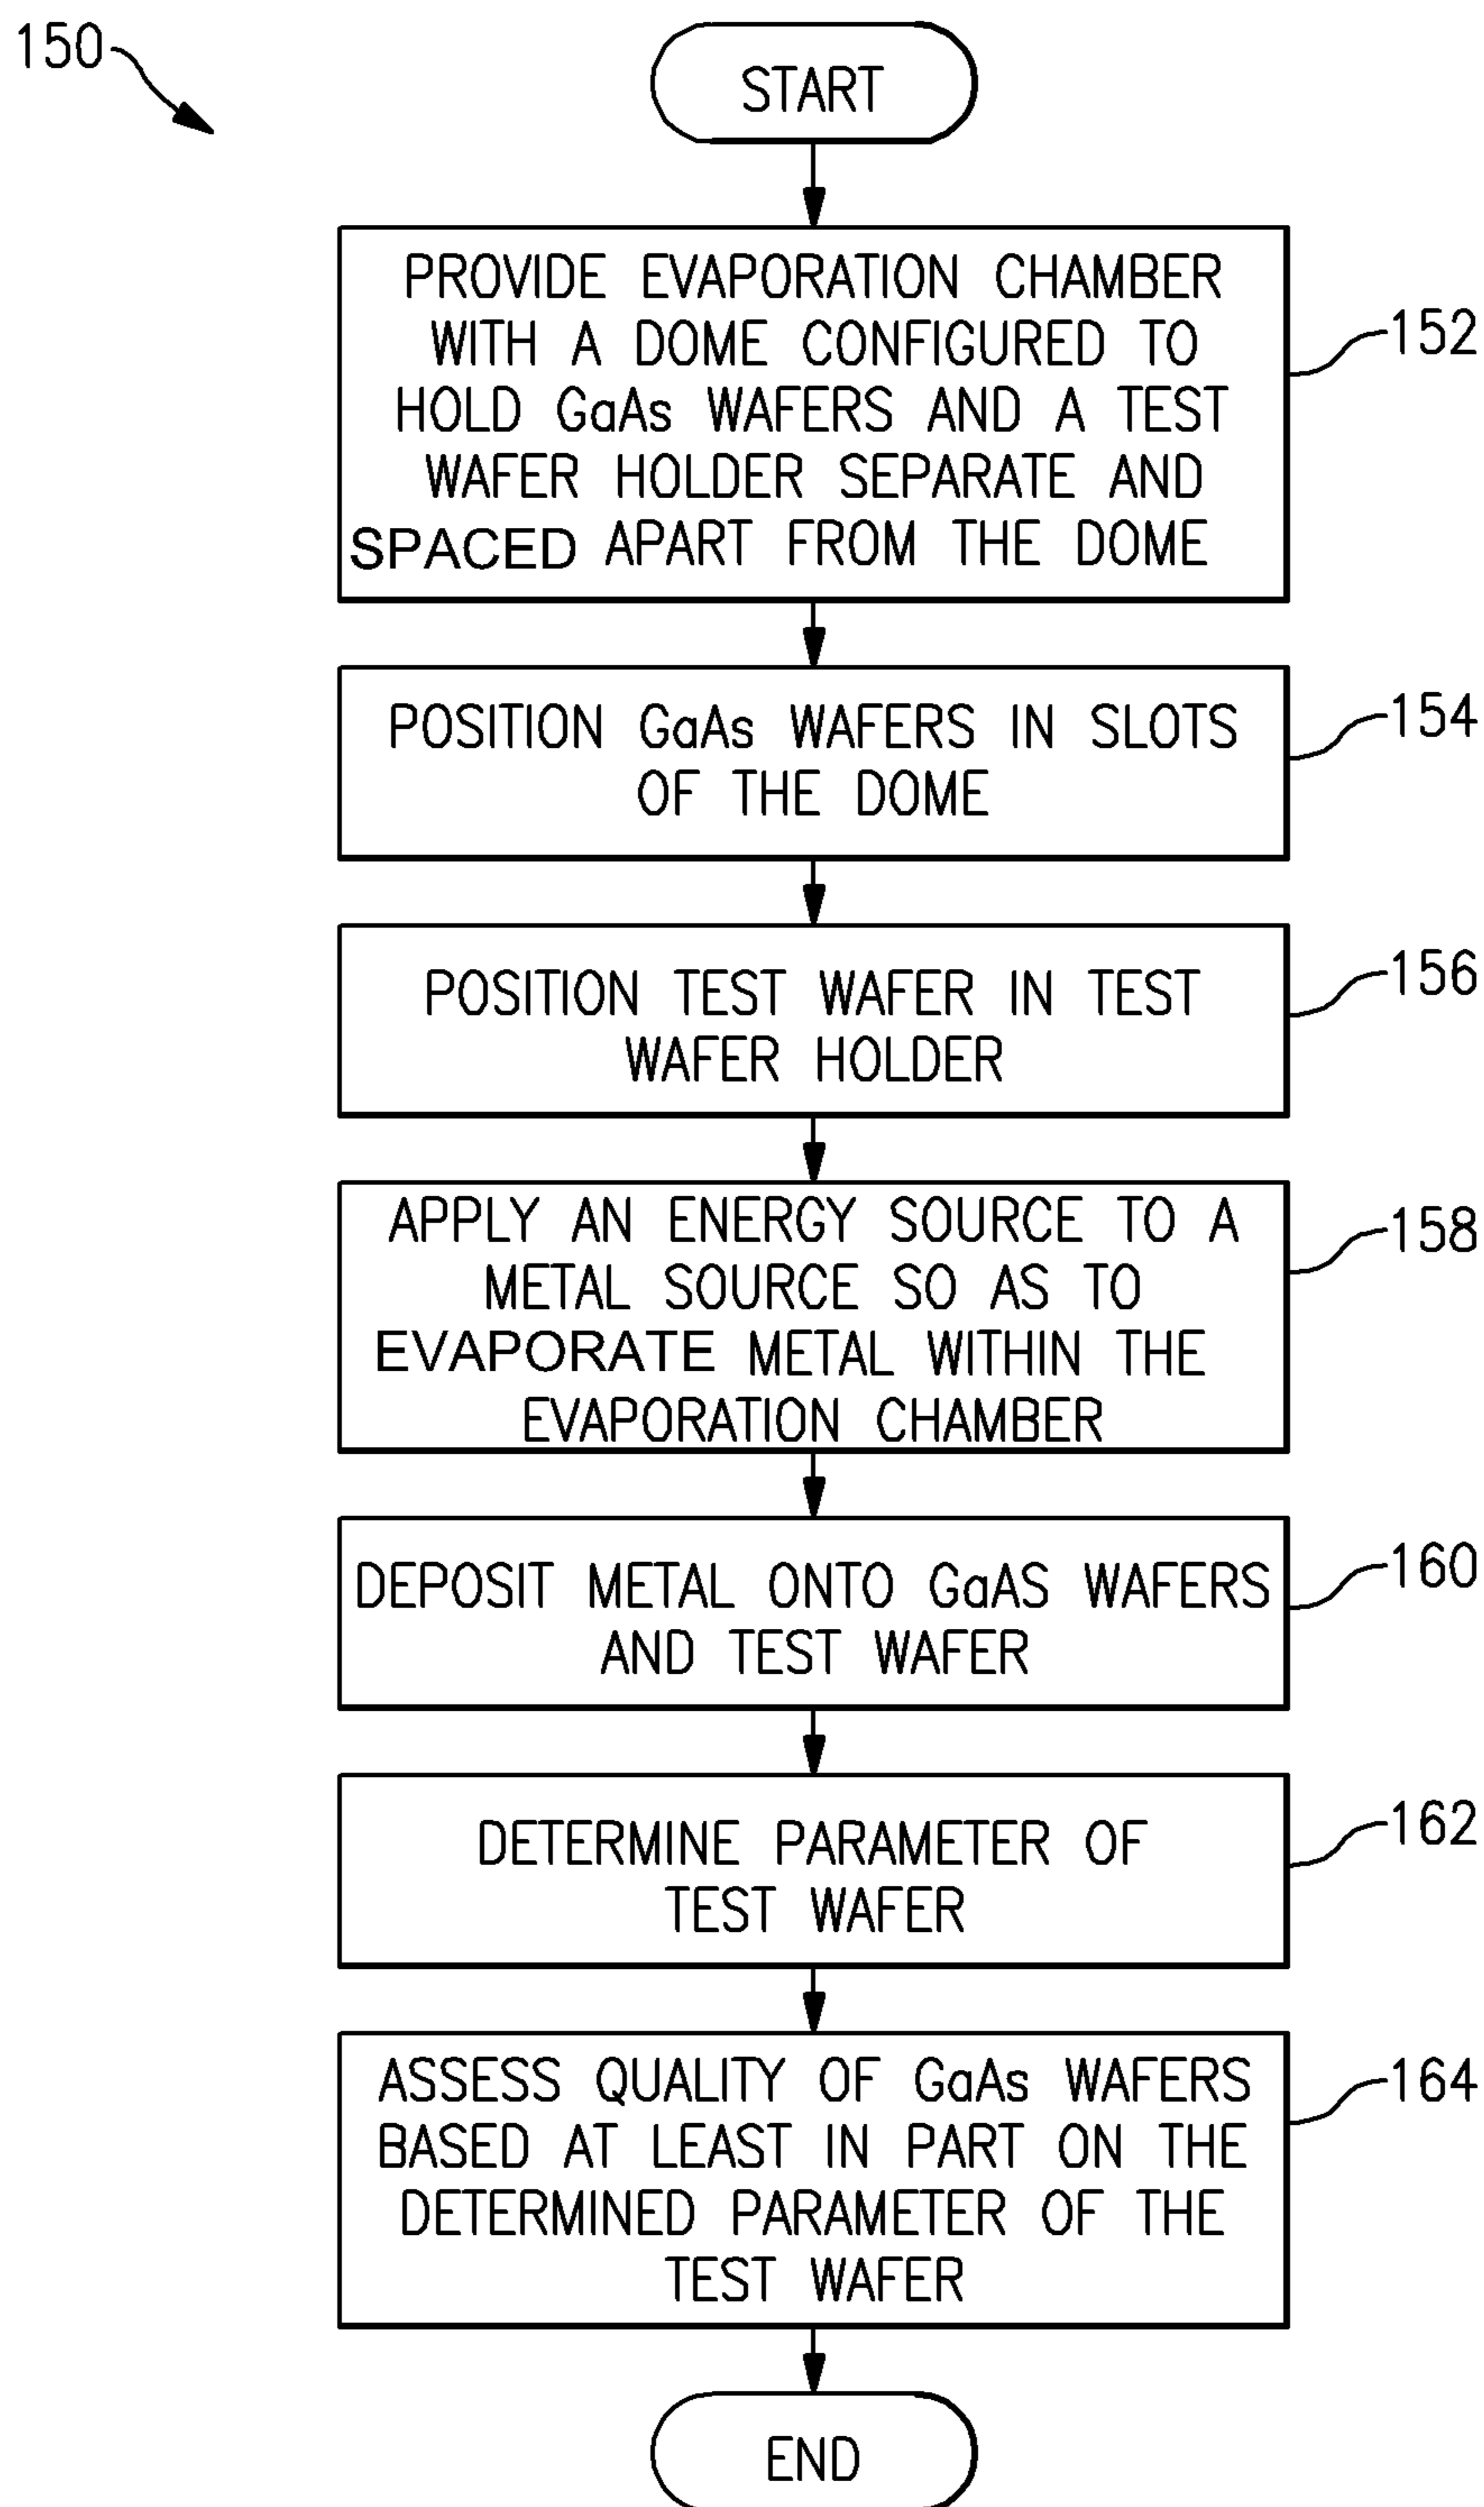 150
START
PROVIDE EVAPORATION CHAMBER
WITH A DOME CONFIGURED TO
HOLD GaAs WAFERS AND A TEST
WAFER HOLDER SEPARATE AND
SPACED APART FROM THE DOME
152
POSITION GaAs WAFERS IN SLOTS
OF THE DOME
154
POSITION TEST WAFER IN TEST
WAFER HOLDER
156
APPLY AN ENERGY SOURCE TO A
METAL SOURCE SO AS TO
EVAPORATE METAL WITHIN THE
EVAPORATION CHAMBER
158
DEPOSIT METAL ONTO GaAS WAFERS
AND TEST WAFER
160
DETERMINE PARAMETER OF
TEST WAFER
162
ASSESS QUALITY OF GaAs WAFERS
BASED AT LEAST IN PART ON THE
DETERMINED PARAMETER OF THE
TEST WAFER
164
END